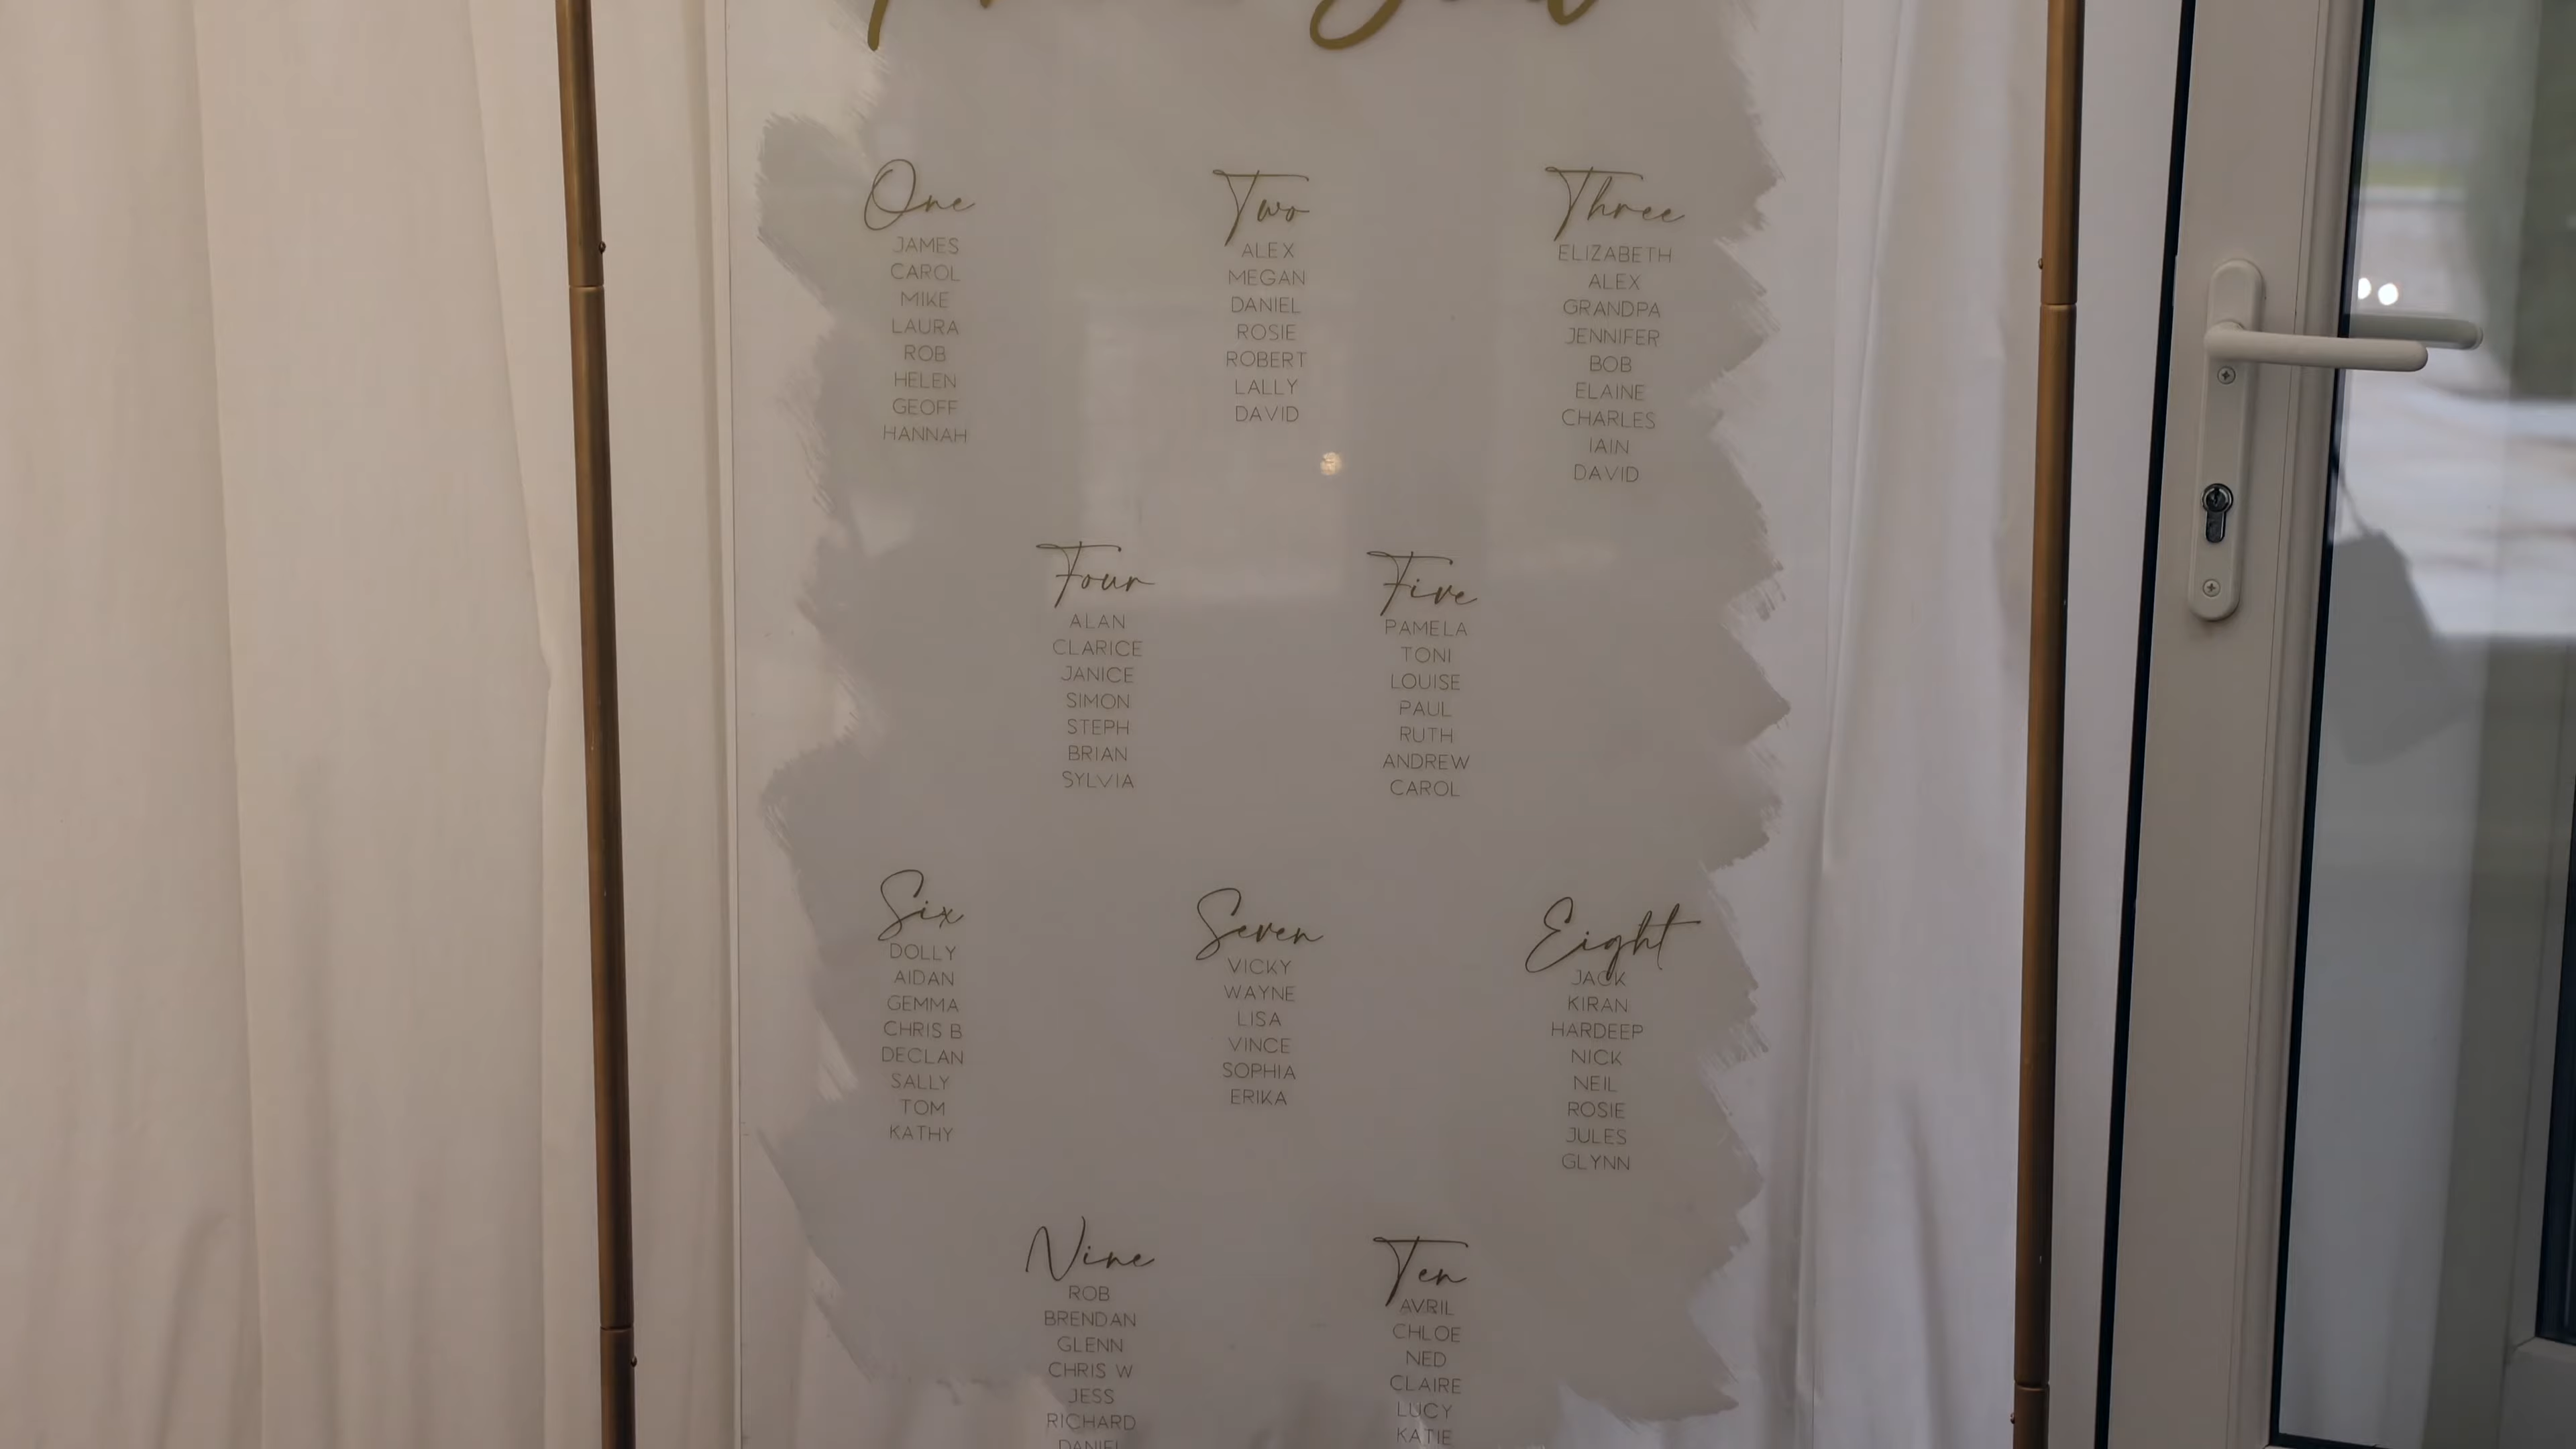 One
JAMES
CAROL
MIKE
LAURA
ROB
HELEN
GEOFF
HANNAH
Two
ALEX
MEGAN
DANIEL
ROSIE
ROBERT
LALLY
DAVID
Three
ELIZABETH
ALEX
GRANDPA
JENNIFER
BOB
ELAINE
CHARLES
IAIN
DAVID
Four
ALAN
CLARICE
JANICE
SIMON
STEPH
BRIAN
SYLVIA
Five
PAMELA
TONI
LOUISE
PAUL
RUTH
ANDREW
CAROL
Six
DOLLY
AIDAN
GEMMA
CHRIS B
DECLAN
SALLY
TOM
KATHY
Seven
VICKY
WAYNE
LISA
VINCE
SOPHIA
ERIKA
Eight
JACK
KIRAN
HARDEEP
NICK
NEIL
ROSIE
JULES
GLYNN
Nine
ROB
BRENDAN
GLENN
CHRIS W
JESS
RICHARD
DANIEL
Ten
AVRIL
CHLOE
NED
CLAIRE
LUCY
KATIE